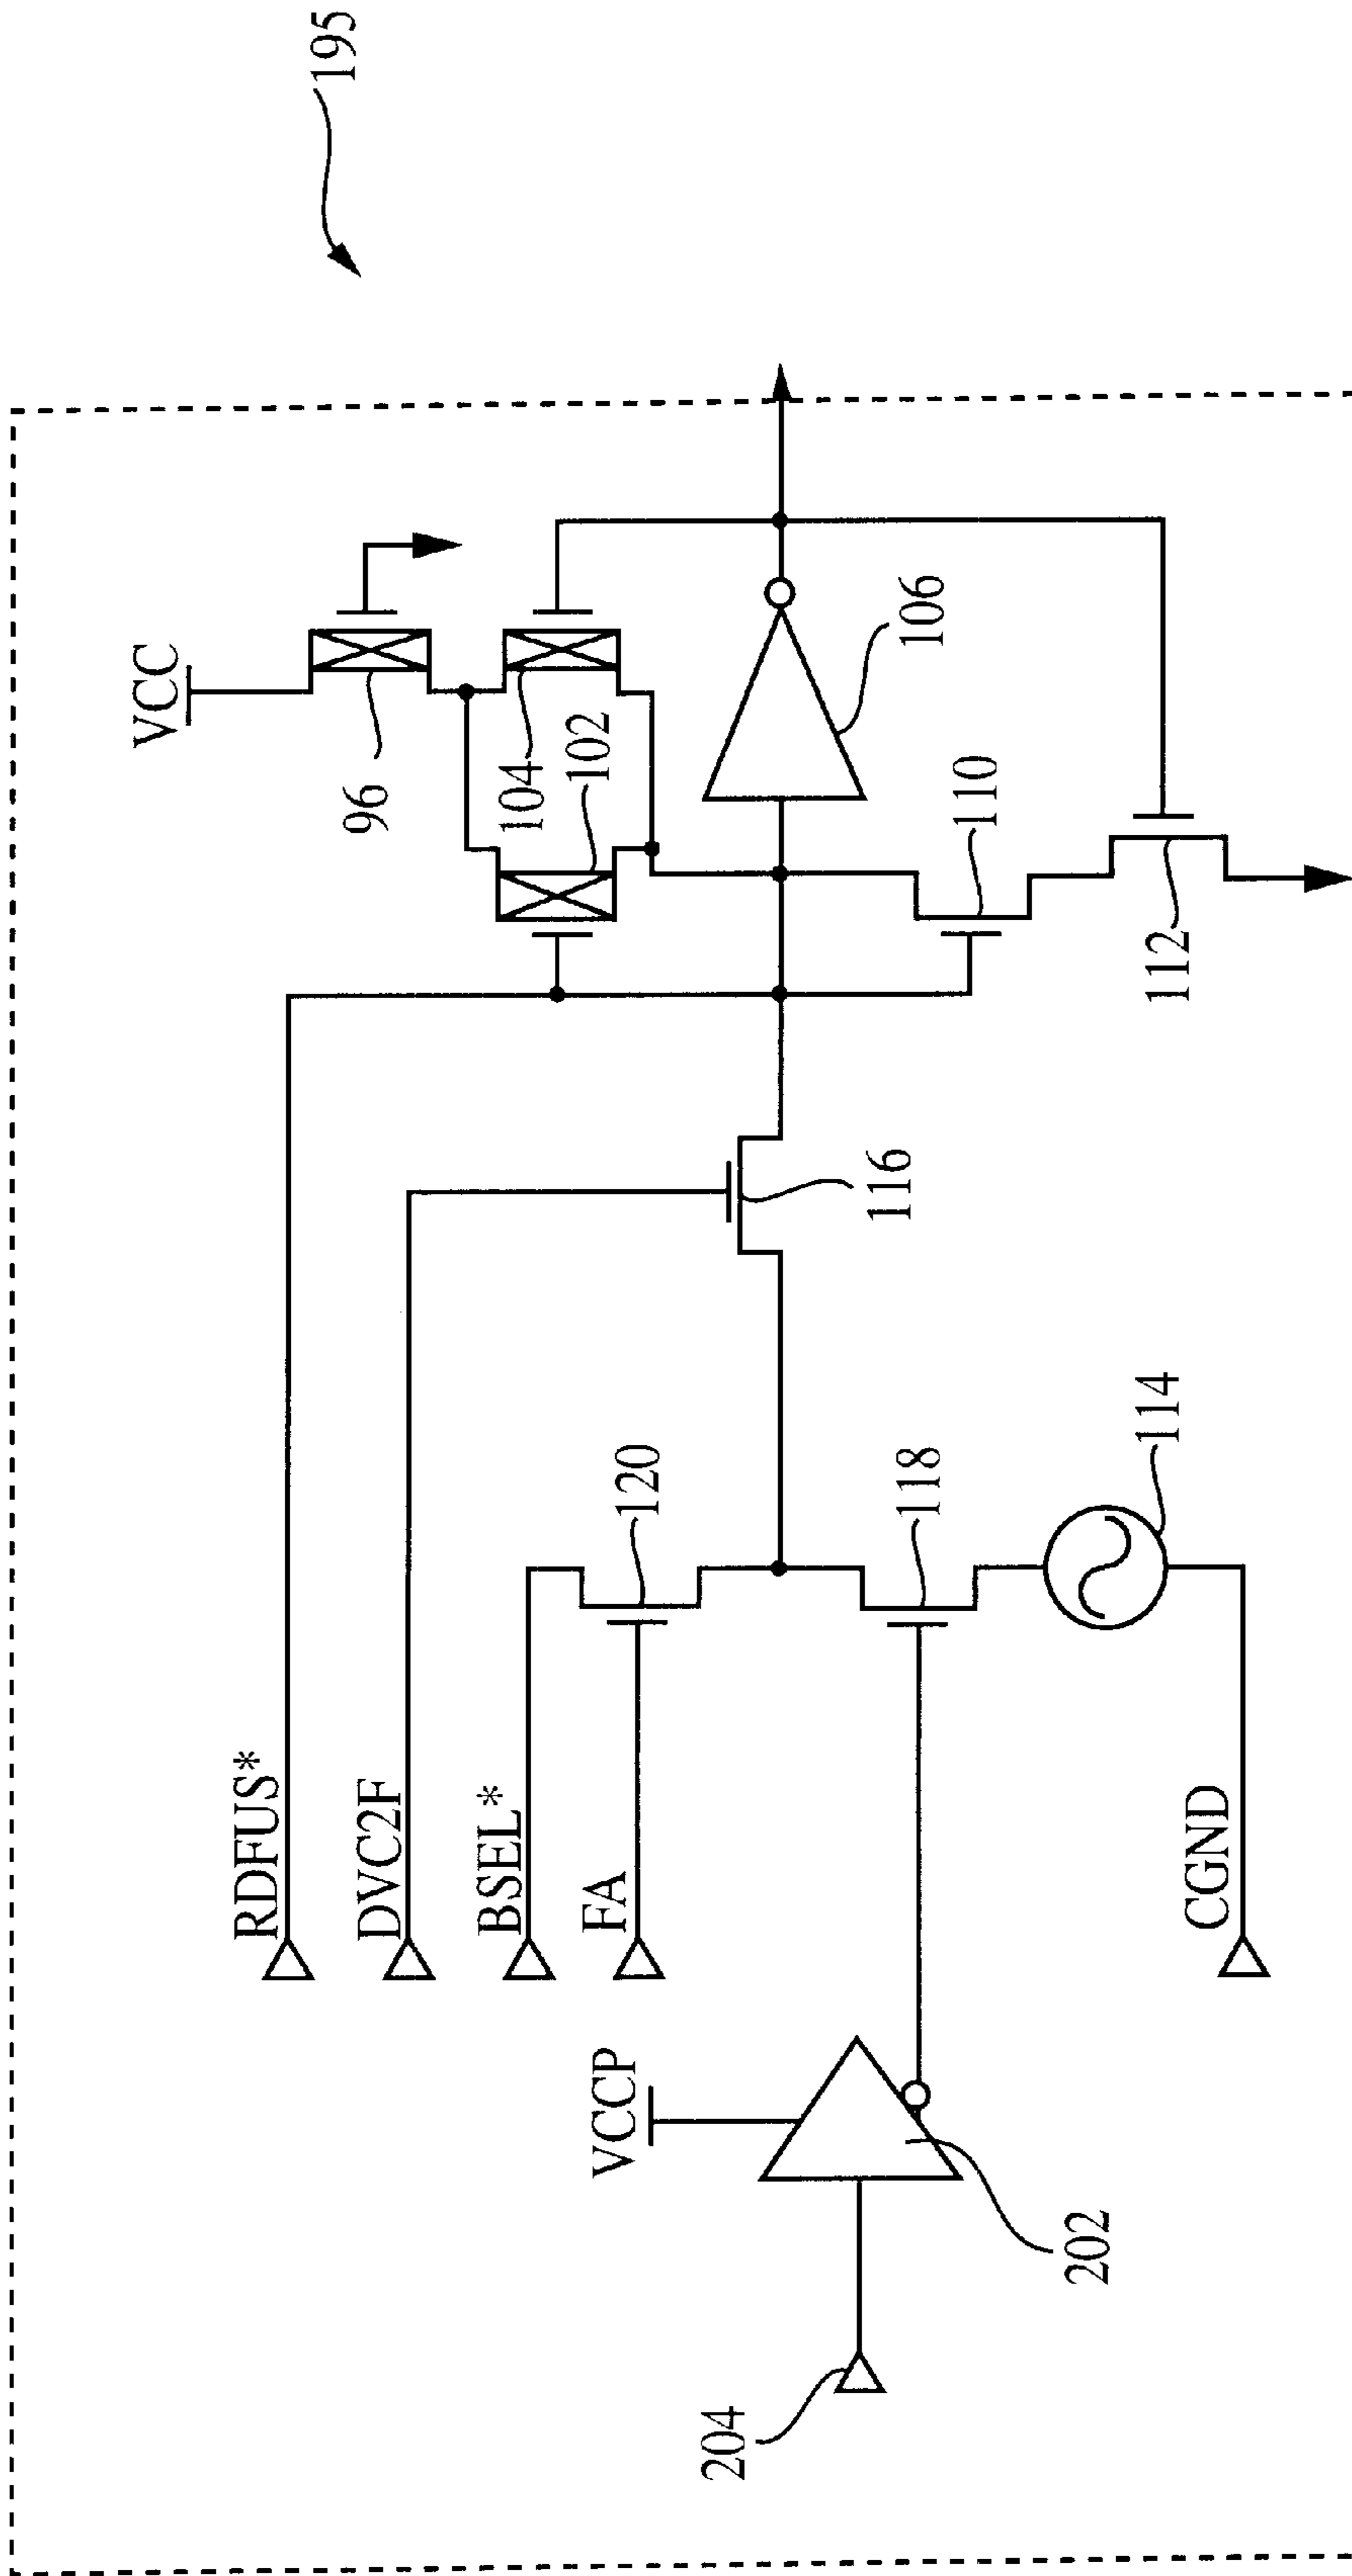 195
VCC
96
104
102
106
110
112
RDFUS*
DVC2F
116
BSEL*
FA
120
118
114
CGND
VCCP
202
204